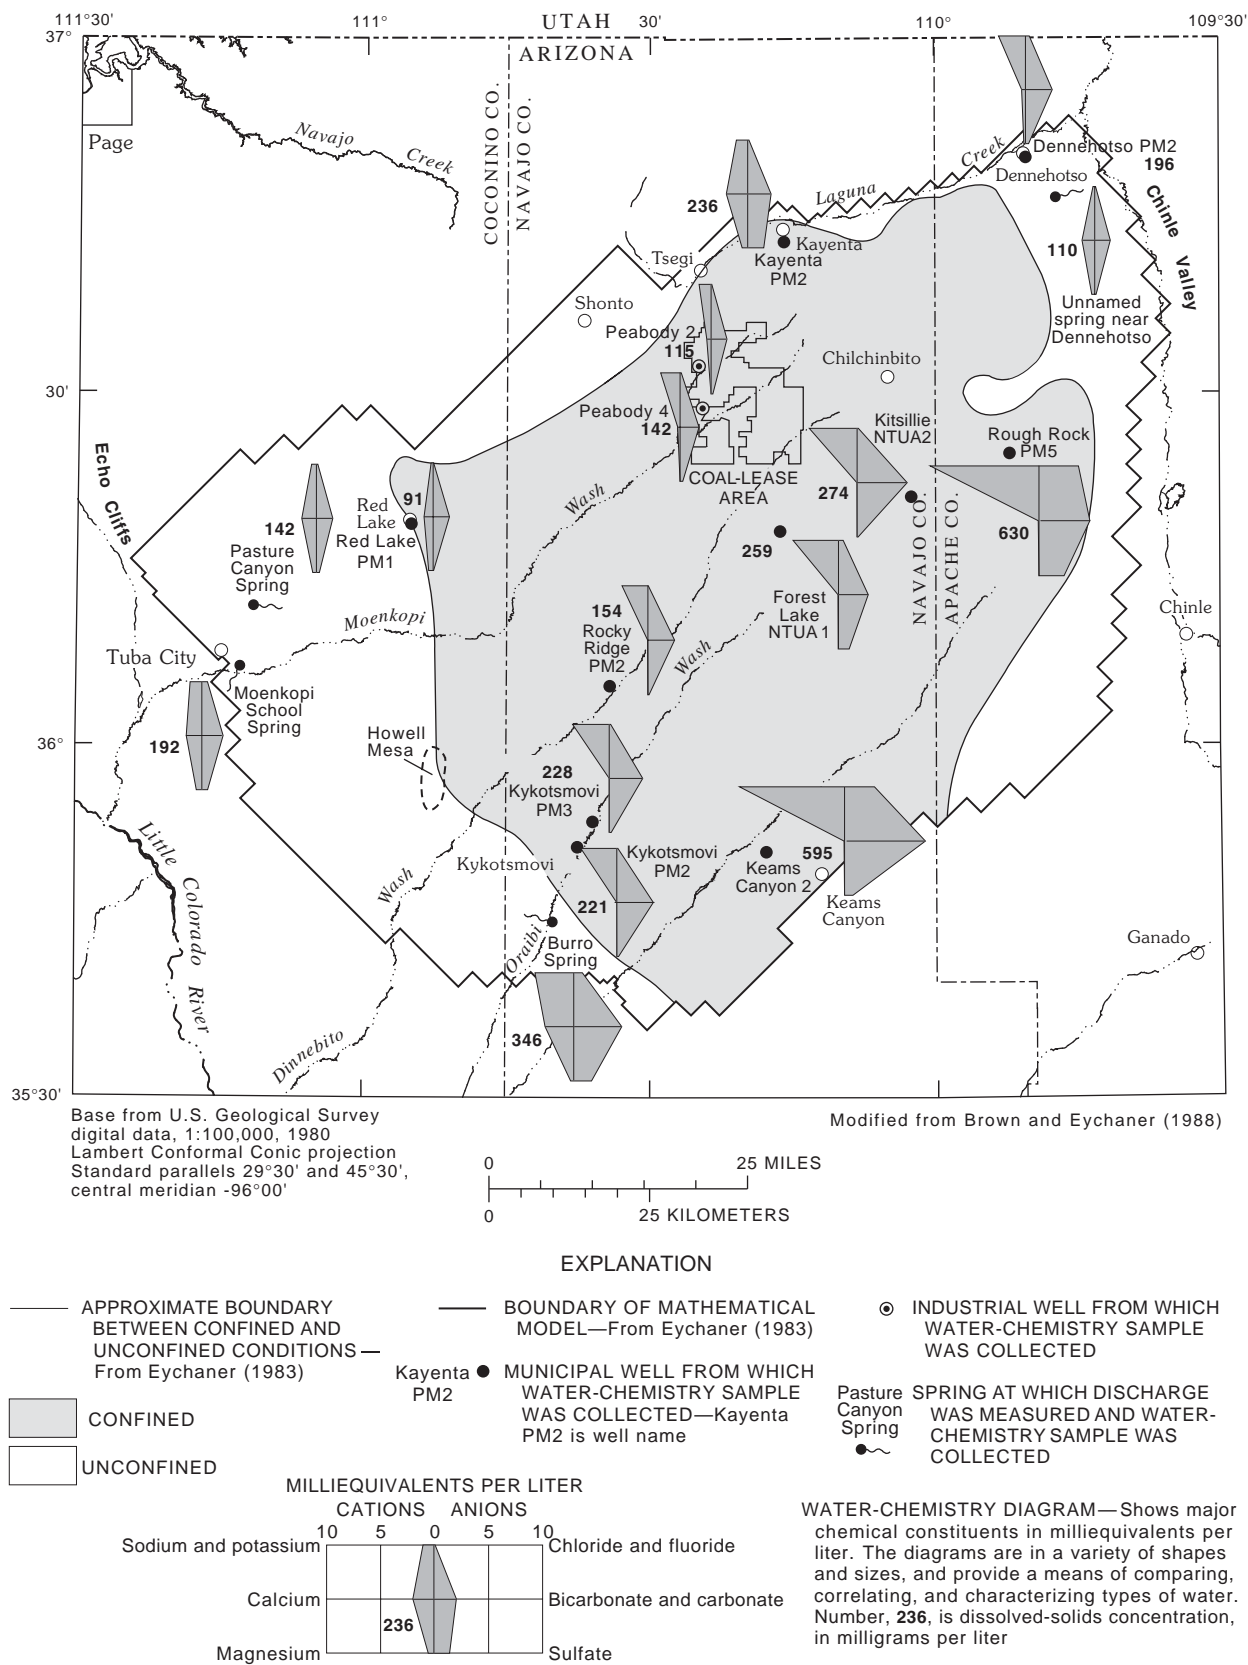 111°30'
111°
UTAH
30'
110°
109°30'
37°
ARIZONA
Page
Navajo
Creek
COCONINO CO.
NAVAJO CO.
Creek
Dennehotso PM2
196
Dennehotso
Laguna
236
Kayenta
Kayenta
PM2
Tsegi
110
Chinle Valley
Unnamed
spring near
Dennehotso
Shonto
Peabody 2
115
Chilchinbito
30'
Peabody 4
142
Kitsillie
NTUA2
Rough Rock
PM5
COAL-LEASE
AREA
Echo Cliffs
Wash
274
91
Red
Lake
Red Lake
PM1
142
Pasture
Canyon
Spring
259
630
NAVAJO CO.
APACHE CO.
Forest
Lake
NTUA1
154
Rocky
Ridge
PM2
Moenkopi
Wash
Chinle
Tuba City
Moenkopi
School
Spring
Howell
Mesa
36°
192
228
Kykotsmovi
PM3
Little Colorado River
Kykotsmovi
Kykotsmovi
PM2
595
Keams
Canyon 2
Keams
Canyon
Wash
221
Oraibi
Burro
Spring
Ganado
Dinnebito
346
35°30'
Base from U.S. Geological Survey
digital data, 1:100,000, 1980
Lambert Conformal Conic projection
Standard parallels 29°30' and 45°30',
central meridian -96°00'
Modified from Brown and Eychaner (1988)
0
25 MILES
0
25 KILOMETERS
EXPLANATION
APPROXIMATE BOUNDARY
BETWEEN CONFINED AND
UNCONFINED CONDITIONS—
From Eychaner (1983)
CONFINED
UNCONFINED
BOUNDARY OF MATHEMATICAL
MODEL—From Eychaner (1983)
Kayenta
PM2
MUNICIPAL WELL FROM WHICH
WATER-CHEMISTRY SAMPLE
WAS COLLECTED—Kayenta
PM2 is well name
INDUSTRIAL WELL FROM WHICH
WATER-CHEMISTRY SAMPLE
WAS COLLECTED
Pasture
Canyon
Spring
SPRING AT WHICH DISCHARGE
WAS MEASURED AND WATER-
CHEMISTRY SAMPLE WAS
COLLECTED
MILLIEQUIVALENTS PER LITER
CATIONS ANIONS
10 5 0 5 10
Sodium and potassium
Chloride and fluoride
Calcium
Bicarbonate and carbonate
236
Magnesium
Sulfate
WATER-CHEMISTRY DIAGRAM—Shows major
chemical constituents in milliequivalents per
liter. The diagrams are in a variety of shapes
and sizes, and provide a means of comparing,
correlating, and characterizing types of water.
Number, 236, is dissolved-solids concentration,
in milligrams per liter